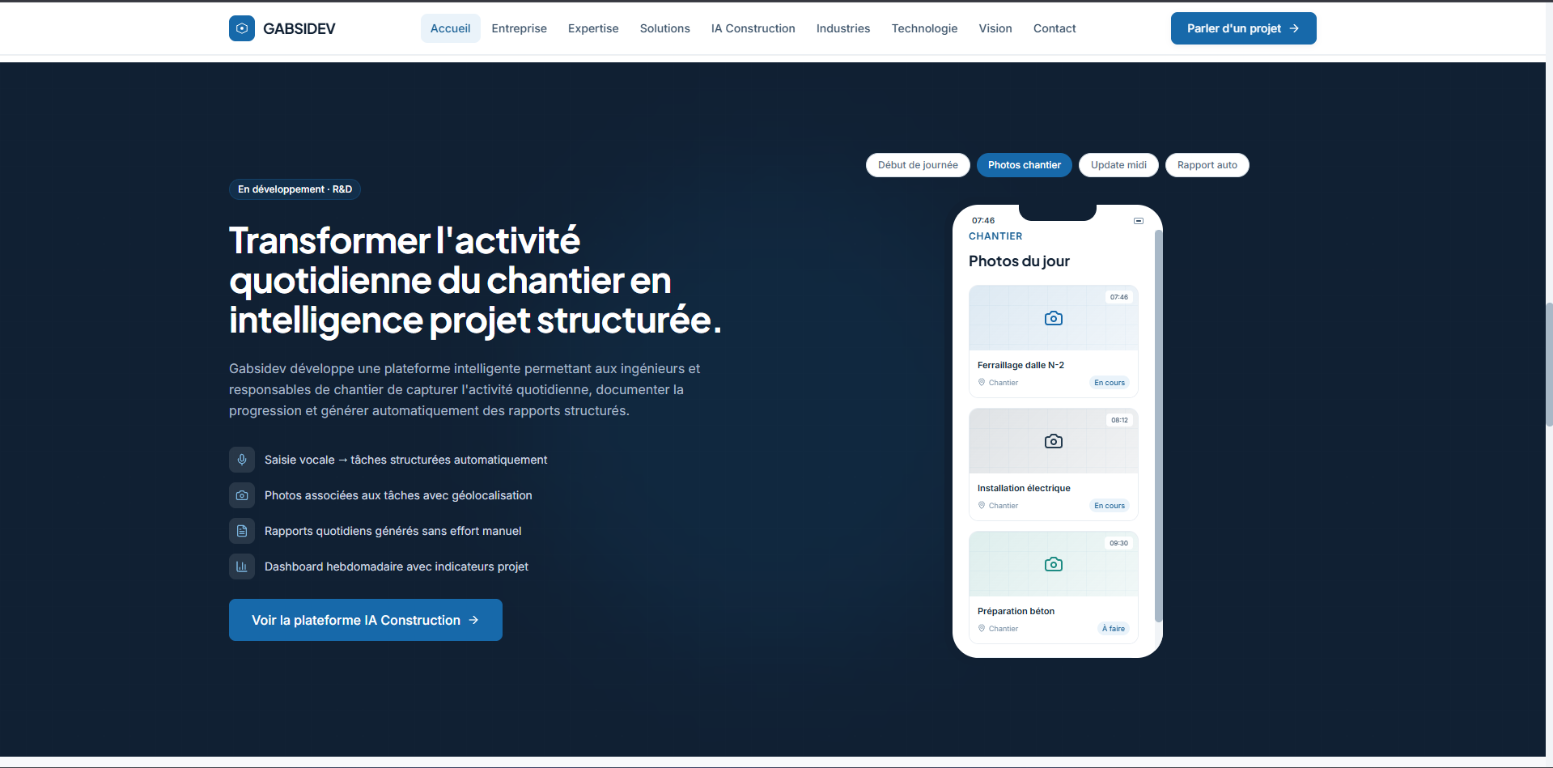 GABSIDEV
Accueil
Entreprise
Expertise
Solutions
IA Construction
Industries
Technologie
Vision
Contact
Parler d'un projet →
En développement · R&D
Transformer l'activité
quotidienne du chantier en
intelligence projet structurée.
Gabsidev développe une plateforme intelligente permettant aux ingénieurs et
responsables de chantier de capturer l'activité quotidienne, documenter la
progression et générer automatiquement des rapports structurés.
Saisie vocale → tâches structurées automatiquement
Photos associées aux tâches avec géolocalisation
Rapports quotidiens générés sans effort manuel
Dashboard hebdomadaire avec indicateurs projet
Voir la plateforme IA Construction →
Début de journée
Photos chantier
Update midi
Rapport auto
07:46
CHANTIER
Photos du jour
07:46
Ferraillage dalle N-2
Chantier
En cours
08:12
Installation électrique
Chantier
En cours
09:30
Préparation béton
Chantier
À faire